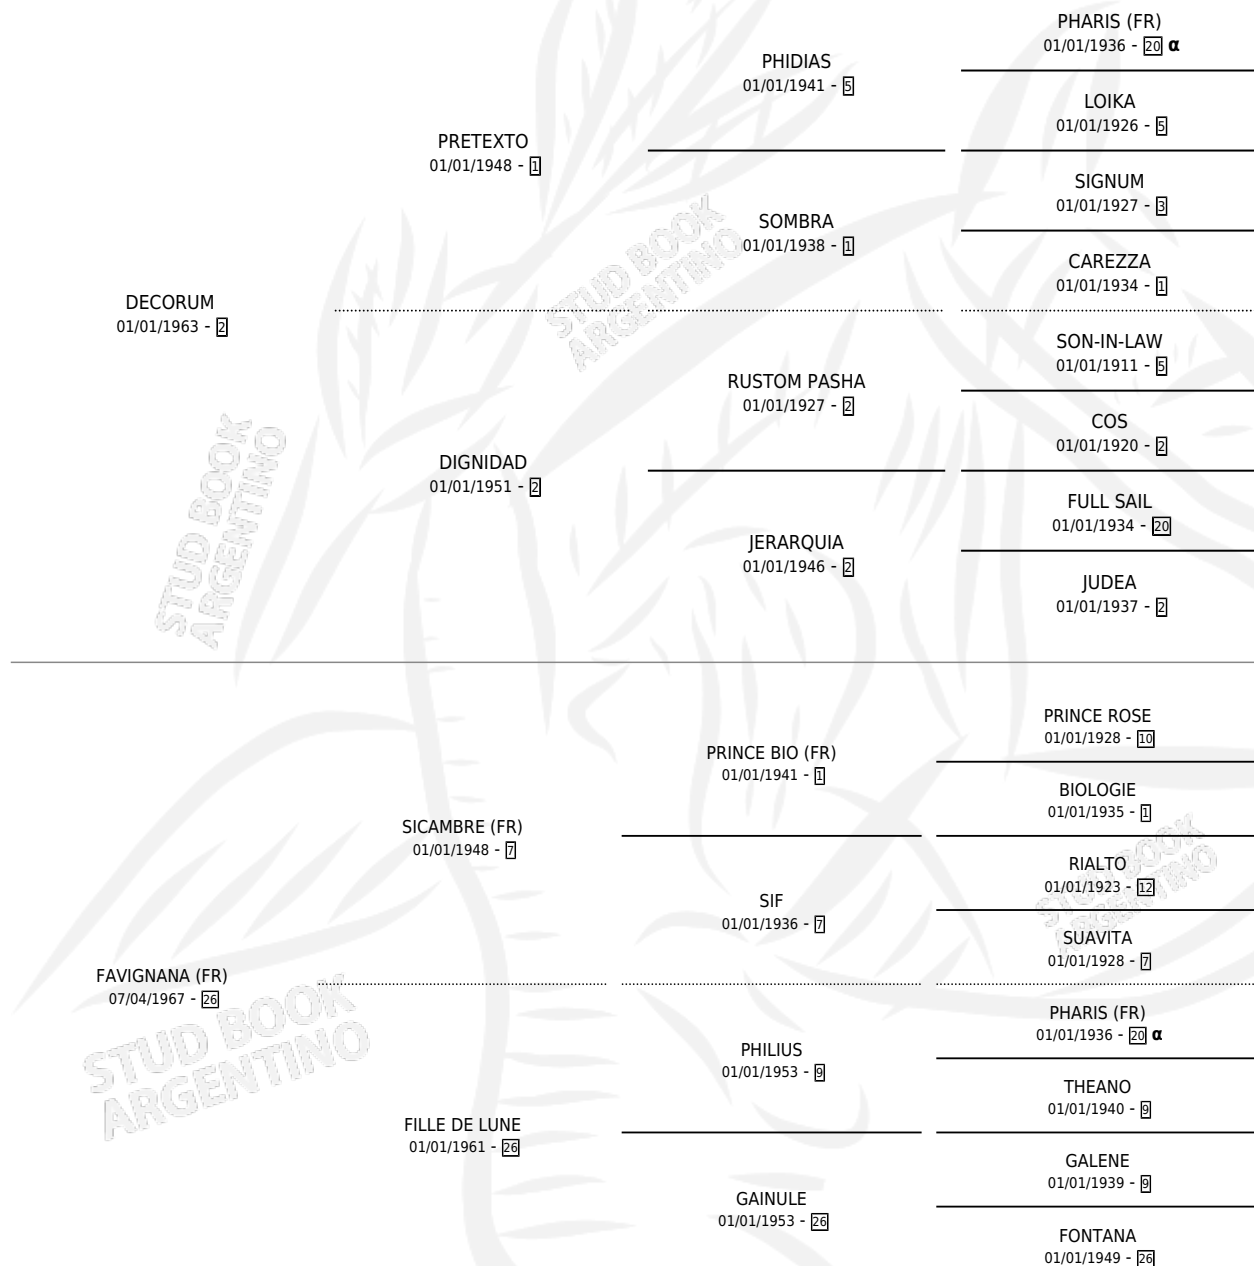 PHARIS (FR)
01/01/1936 - 20 α
PHIDIAS
01/01/1941 - 5
LOIKA
01/01/1926 - 5
PRETEXTO
01/01/1948 - 1
SIGNUM
01/01/1927 - 3
SOMBRA
01/01/1938 - 1
CAREZZA
01/01/1934 - 1
DECORUM
01/01/1963 - 2
SON-IN-LAW
01/01/1911 - 5
RUSTOM PASHA
01/01/1927 - 2
COS
01/01/1920 - 2
DIGNIDAD
01/01/1951 - 2
FULL SAIL
01/01/1934 - 20
JERARQUIA
01/01/1946 - 2
JUDEA
01/01/1937 - 2
PRINCE ROSE
01/01/1928 - 10
PRINCE BIO (FR)
01/01/1941 - 1
BIOLOGIE
01/01/1935 - 1
SICAMBRE (FR)
01/01/1948 - 7
RIALTO
01/01/1923 - 12
SIF
01/01/1936 - 7
SUAVITA
01/01/1928 - 7
FAVIGNANA (FR)
07/04/1967 - 26
PHARIS (FR)
01/01/1936 - 20 α
PHILIUS
01/01/1953 - 9
THEANO
01/01/1940 - 9
FILLE DE LUNE
01/01/1961 - 26
GALENE
01/01/1939 - 9
GAINULE
01/01/1953 - 26
FONTANA
01/01/1949 - 26
STUD BOOK
ARGENTINO
STUD BOOK
ARGENTINO
STUD BOOK
ARGENTINO
STUD BOOK
ARGENTINO